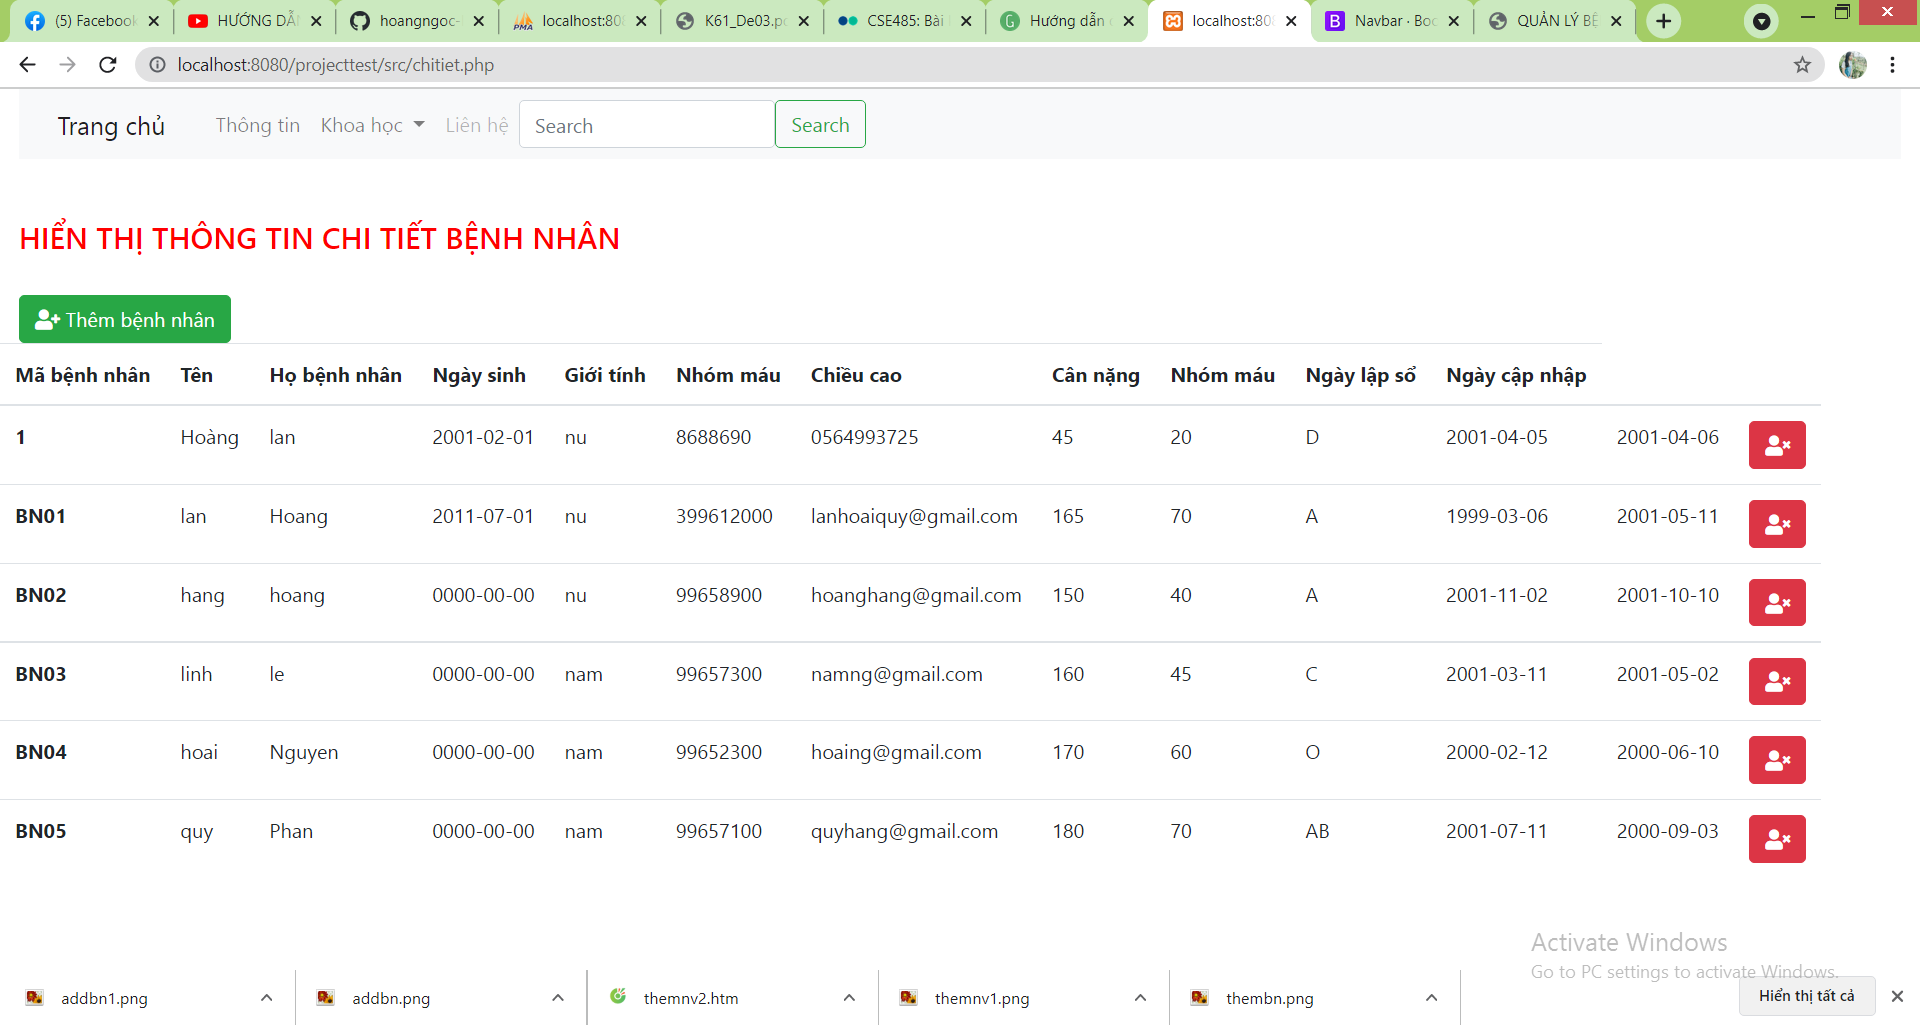 (5) Facebook HƯỚNG DẪN hoangngoc- localhost:80 K61_De03.p CSE485: Bài Hướng dẫn localhost:80 Navbar · Boo QUẢN LÝ BỆ
localhost:8080/projecttest/src/chitiet.php
Trang chủ Thông tin Khoa học Liên hệ Search Search
HIỂN THỊ THÔNG TIN CHI TIẾT BỆNH NHÂN
Thêm bệnh nhân
Mã bệnh nhân Tên Họ bệnh nhân Ngày sinh Giới tính Nhóm máu Chiều cao Cân nặng Nhóm máu Ngày lập sổ Ngày cập nhập
1 Hoàng lan 2001-02-01 nu 8688690 0564993725 45 20 D 2001-04-05 2001-04-06
BN01 lan Hoang 2011-07-01 nu 399612000 lanhoaiquy@gmail.com 165 70 A 1999-03-06 2001-05-11
BN02 hang hoang 0000-00-00 nu 99658900 hoanghang@gmail.com 150 40 A 2001-11-02 2001-10-10
BN03 linh le 0000-00-00 nam 99657300 namng@gmail.com 160 45 C 2001-03-11 2001-05-02
BN04 hoai Nguyen 0000-00-00 nam 99652300 hoaing@gmail.com 170 60 O 2000-02-12 2000-06-10
BN05 quy Phan 0000-00-00 nam 99657100 quyhang@gmail.com 180 70 AB 2001-07-11 2000-09-03
Activate Windows
Go to PC settings to activate Windows.
addbn1.png addbn.png themnv2.htm themnv1.png thembn.png Hiển thị tất cả